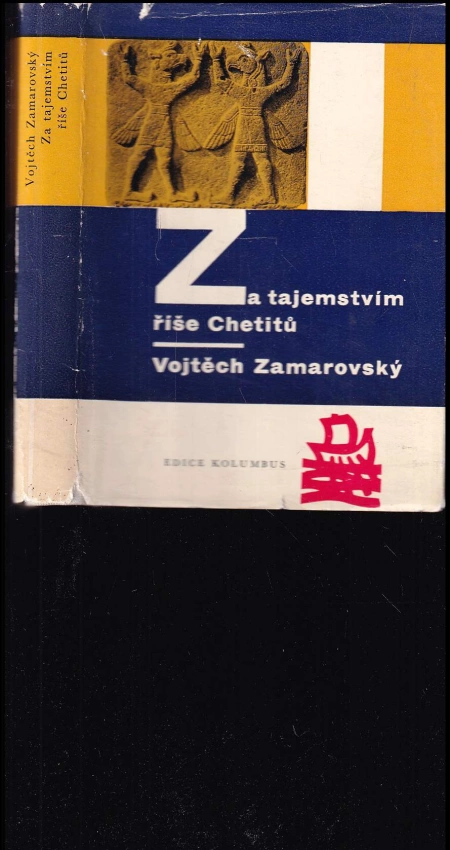 Vojtěch Zamarovský
Za tajemstvím
říše Chetitů
Za tajemstvím
říše Chetitů
Vojtěch Zamarovský
EDICE KOLUMBUS